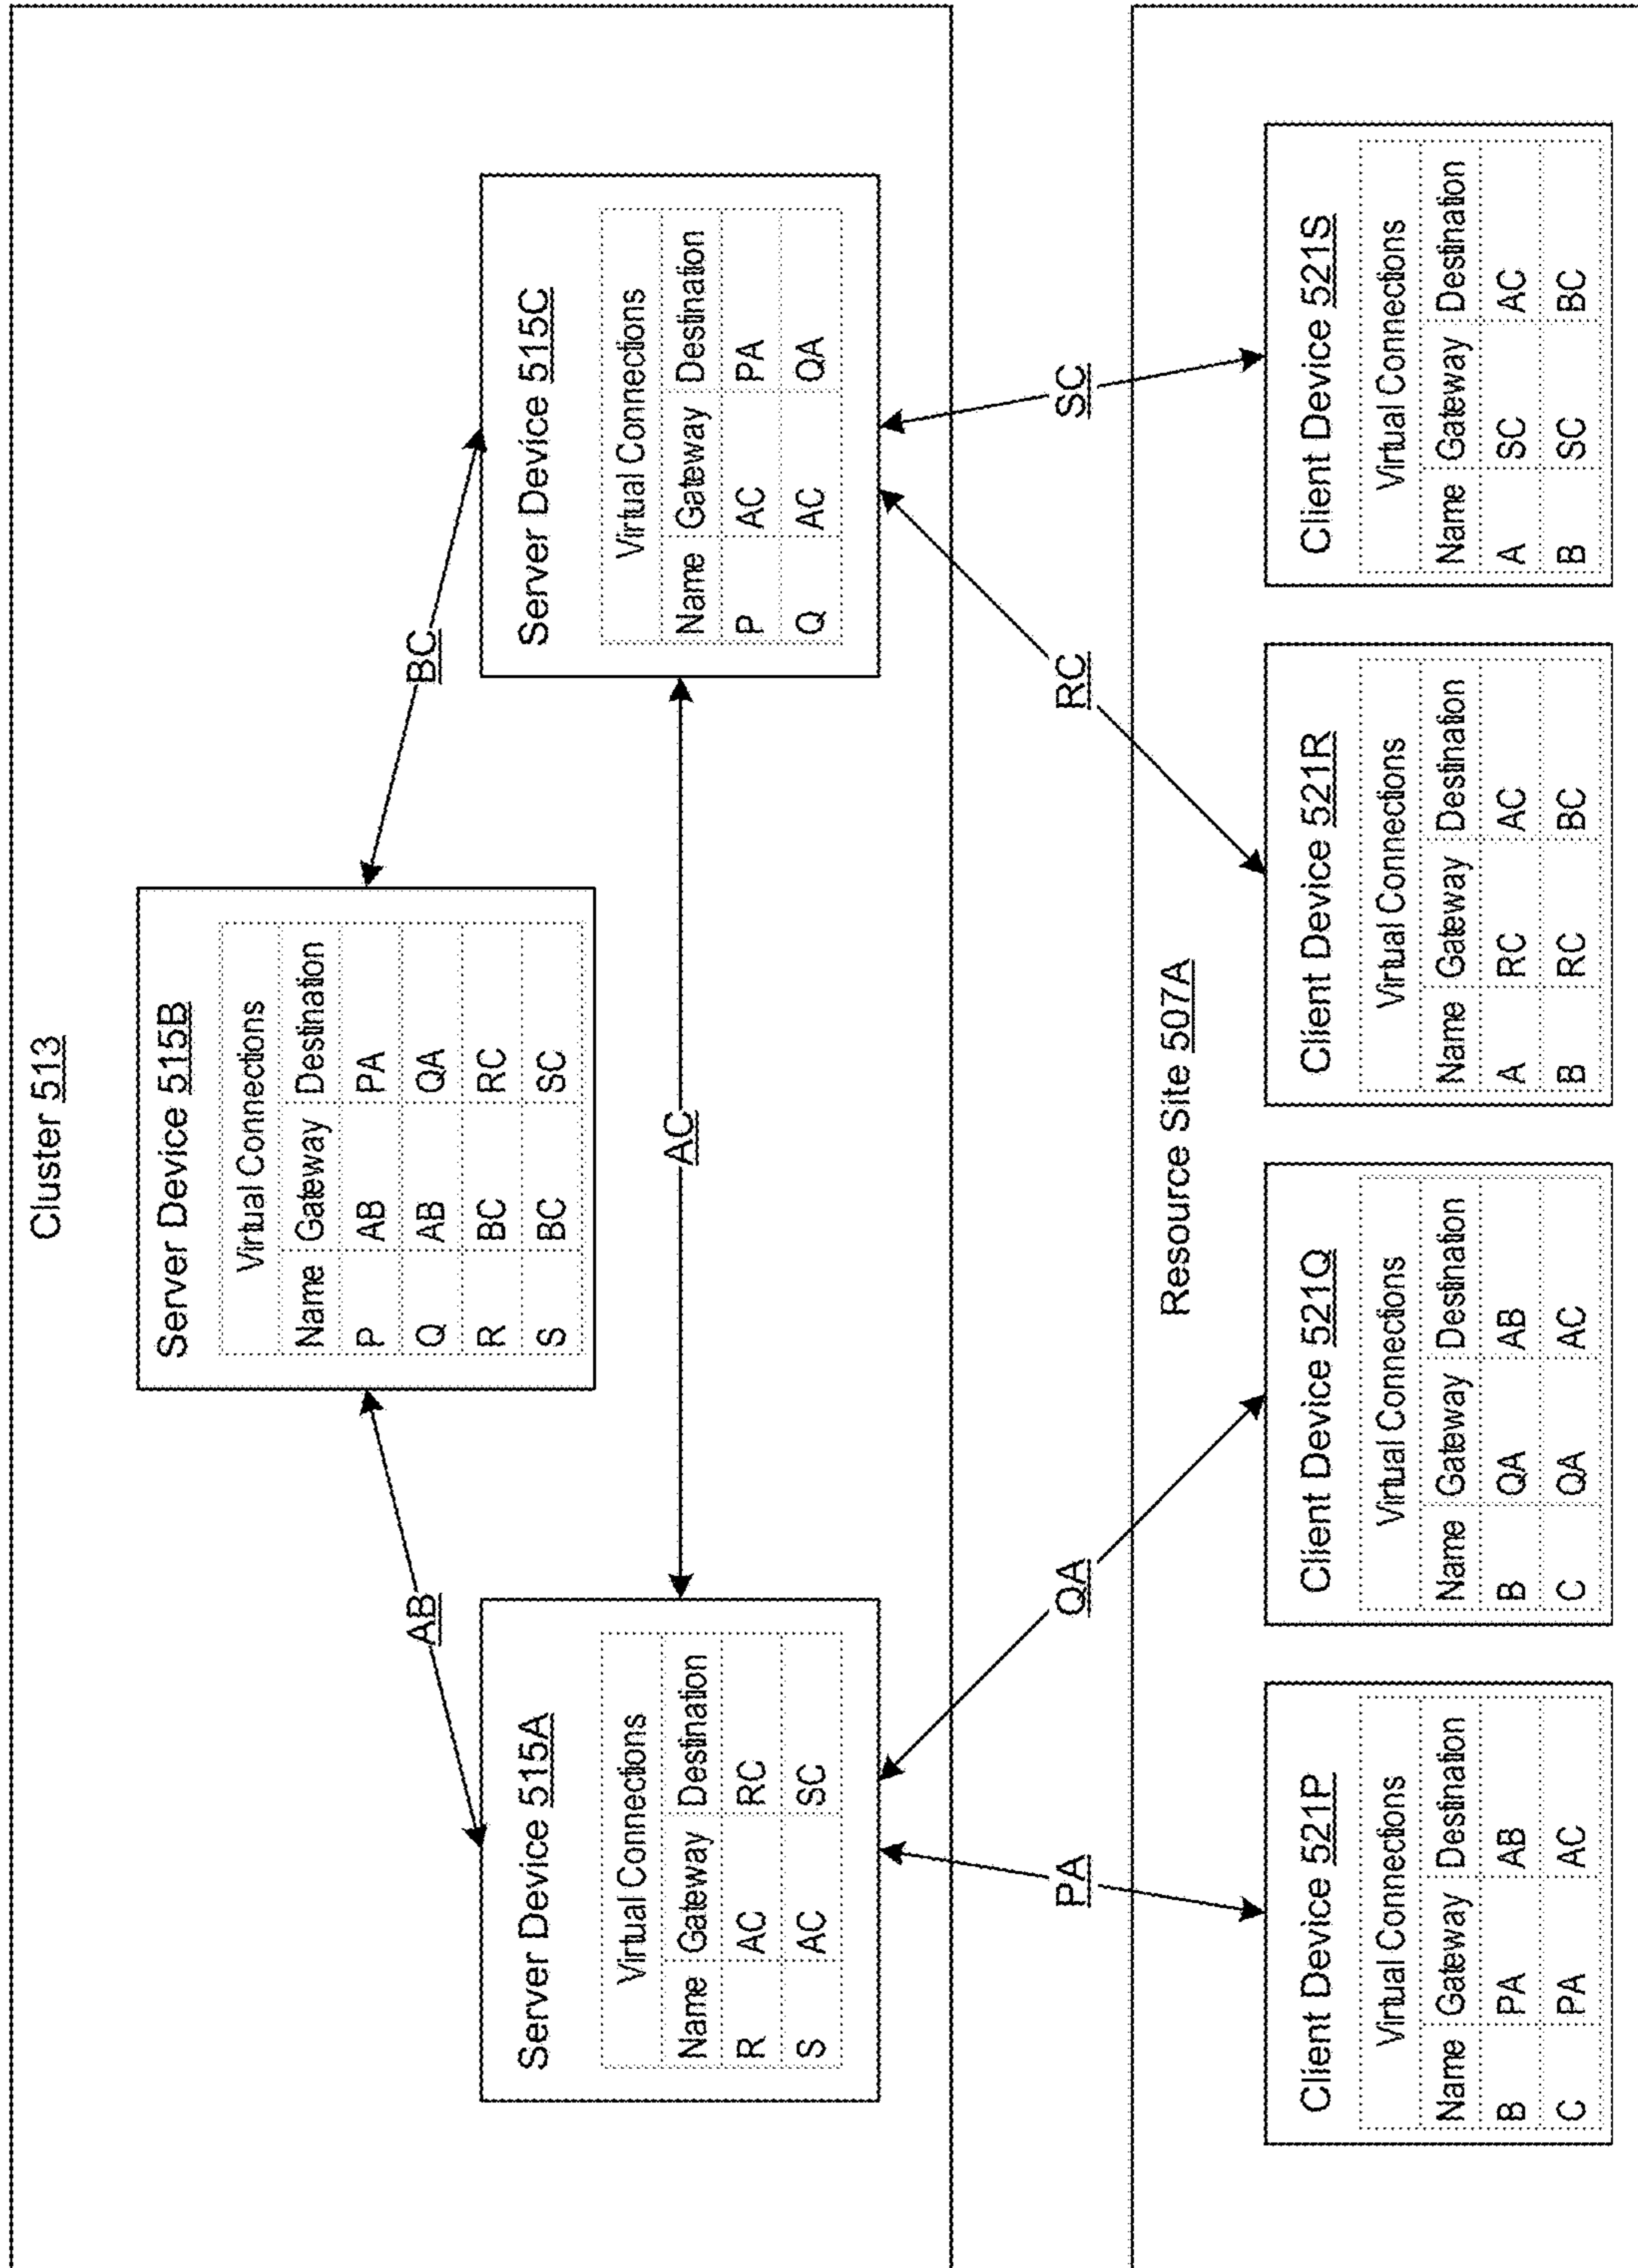 Cluster 513
Server Device 515B
Virtual Connections
Name Gateway Destination
P AB PA
Q AB QA
R BC RC
S BC SC
AB
BC
Server Device 515A
Virtual Connections
Name Gateway Destination
R AC RC
S AC SC
AC
Server Device 515C
Virtual Connections
Name Gateway Destination
P AC PA
Q AC QA
PA
QA
RC
SC
Resource Site 507A
Client Device 521P
Virtual Connections
Name Gateway Destination
B PA AB
C PA AC
Client Device 521Q
Virtual Connections
Name Gateway Destination
B QA AB
C QA AC
Client Device 521R
Virtual Connections
Name Gateway Destination
A RC AC
B RC BC
Client Device 521S
Virtual Connections
Name Gateway Destination
A SC AC
B SC BC